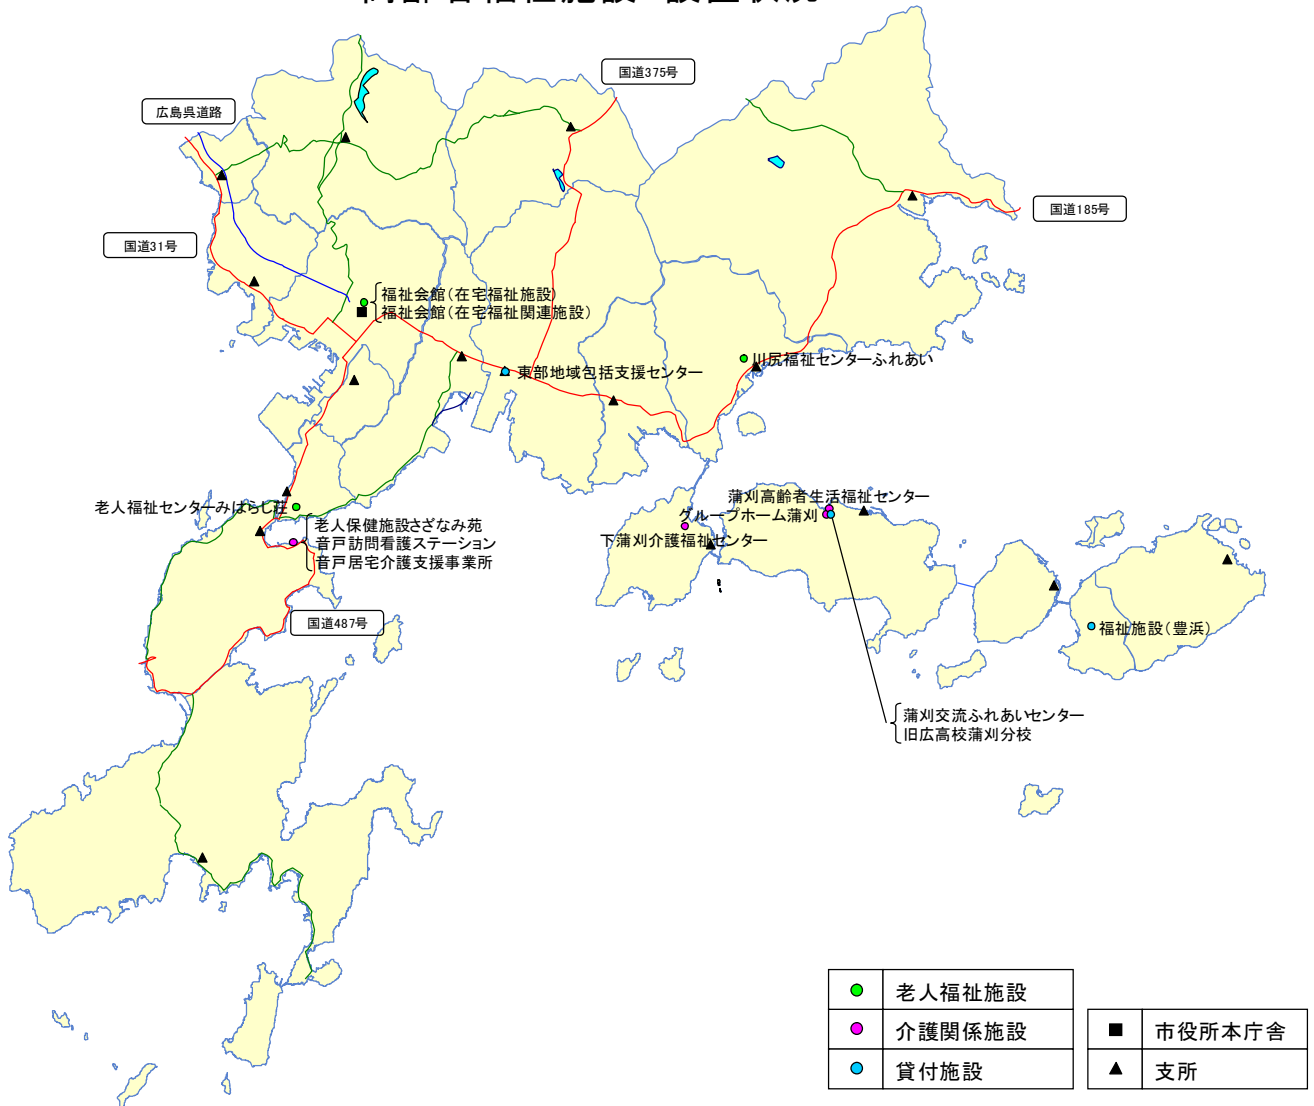 国道375号
広島呉道路
国道185号
国道31号
福祉会館(在宅福祉施設)
福祉会館(在宅福祉関連施設)
川尻福祉センターふれあい
東部地域包括支援センター
蒲刈高齢者生活福祉センター
グループホーム蒲刈
下蒲刈介護福祉センター
老人福祉センターみはらし荘
老人保健施設さざなみ苑
音戸訪問看護ステーション
音戸居宅介護支援事業所
国道487号
福祉施設(豊浜)
蒲刈交流ふれあいセンター
旧広高校蒲刈分校
老人福祉施設
介護関係施設
貸付施設
市役所本庁舎
支所